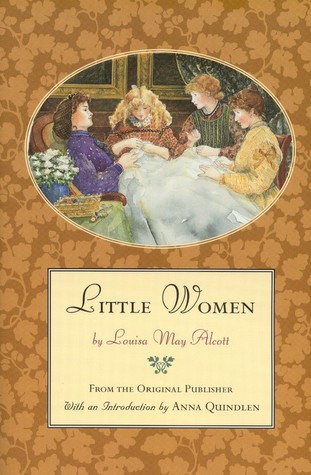 LITTLE WOMEN
by Louisa May Alcott
FROM THE ORIGINAL PUBLISHER
With an Introduction by ANNA QUINDLEN